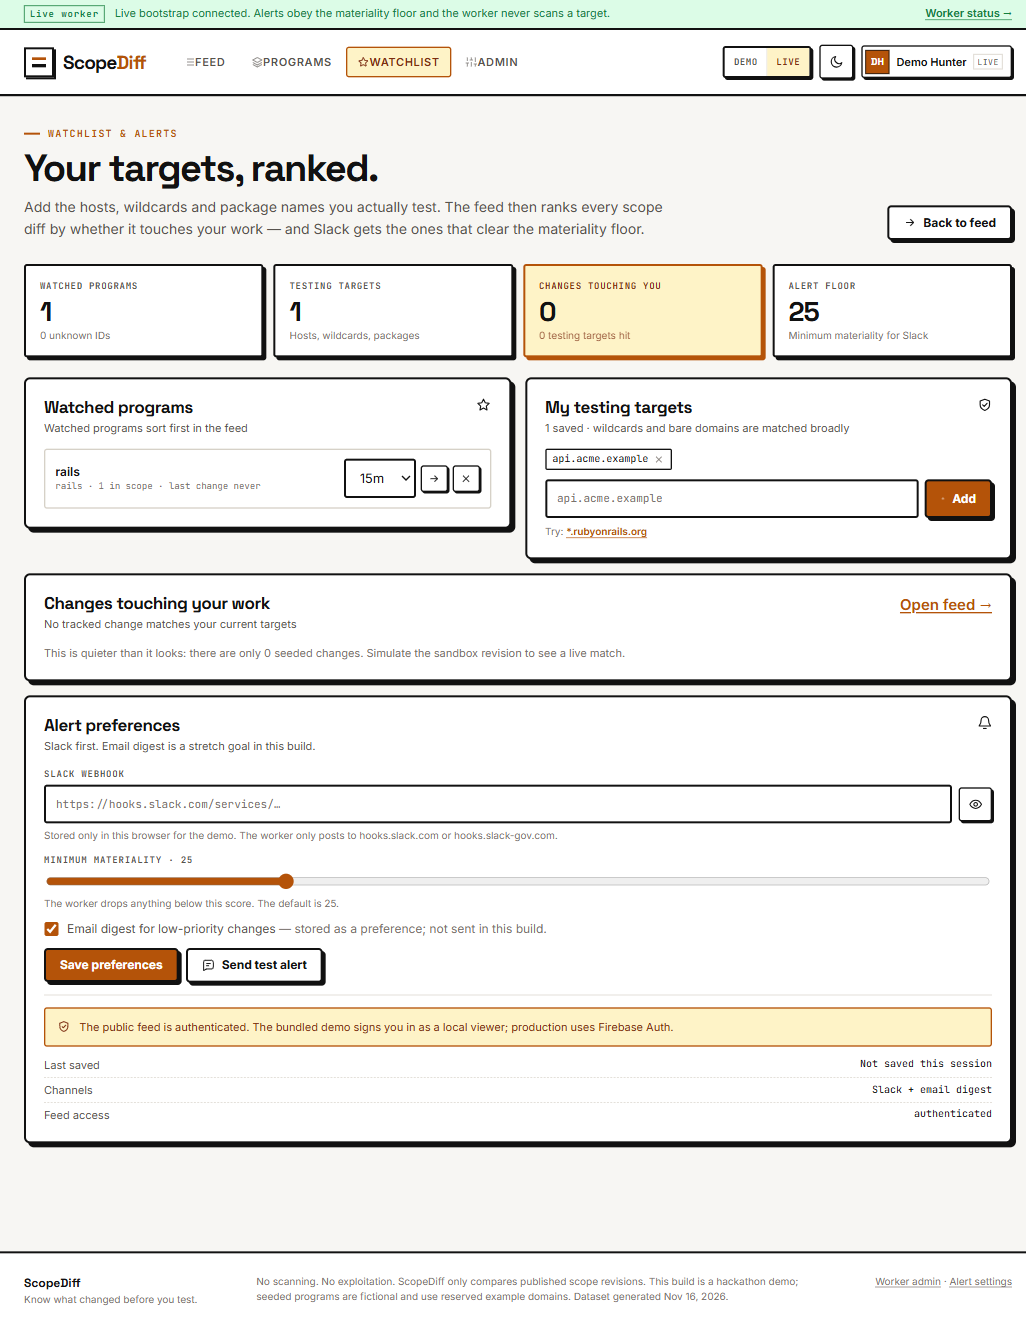 Live worker Live bootstrap connected. Alerts obey the materiality floor and the worker never scans a target. Worker status →
ScopeDiff FEED PROGRAMS WATCHLIST ADMIN DEMO LIVE DH Demo Hunter LIVE
WATCHLIST & ALERTS
Your targets, ranked.
Add the hosts, wildcards and package names you actually test. The feed then ranks every scope
diff by whether it touches your work — and Slack gets the ones that clear the materiality floor.
→ Back to feed
WATCHED PROGRAMS
1
0 unknown IDs
TESTING TARGETS
1
Hosts, wildcards, packages
CHANGES TOUCHING YOU
0
0 testing targets hit
ALERT FLOOR
25
Minimum materiality for Slack
Watched programs
Watched programs sort first in the feed
rails
rails · 1 in scope · last change never
15m
My testing targets
1 saved · wildcards and bare domains are matched broadly
api.acme.example ×
api.acme.example
Add
Try: *.rubyonrails.org
Changes touching your work
No tracked change matches your current targets
Open feed →
This is quieter than it looks: there are only 0 seeded changes. Simulate the sandbox revision to see a live match.
Alert preferences
Slack first. Email digest is a stretch goal in this build.
SLACK WEBHOOK
https://hooks.slack.com/services/…
Stored only in this browser for the demo. The worker only posts to hooks.slack.com or hooks.slack-gov.com.
MINIMUM MATERIALITY · 25
The worker drops anything below this score. The default is 25.
Email digest for low-priority changes — stored as a preference; not sent in this build.
Save preferences Send test alert
The public feed is authenticated. The bundled demo signs you in as a local viewer; production uses Firebase Auth.
Last saved Not saved this session
Channels Slack + email digest
Feed access authenticated
ScopeDiff
Know what changed before you test.
No scanning. No exploitation. ScopeDiff only compares published scope revisions. This build is a hackathon demo;
seeded programs are fictional and use reserved example domains. Dataset generated Nov 16, 2026.
Worker admin · Alert settings